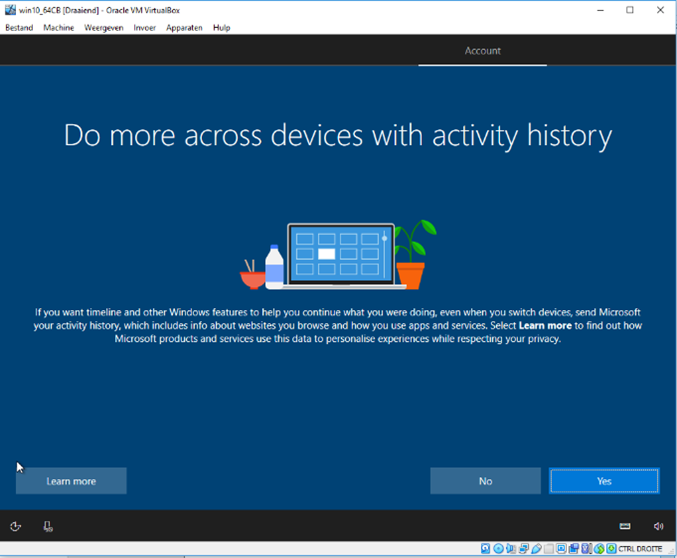 win10_64CB [Draaiend] - Oracle VM VirtualBox
Bestand Machine Weergeven Invoer Apparaten Hulp
Account
Do more across devices with activity history
If you want timeline and other Windows features to help you continue what you were doing, even when you switch devices, send Microsoft
your activity history, which includes info about websites you browse and how you use apps and services. Select Learn more to find out how
Microsoft products and services use this data to personalise experiences while respecting your privacy.
Learn more No Yes
CTRL DROITE